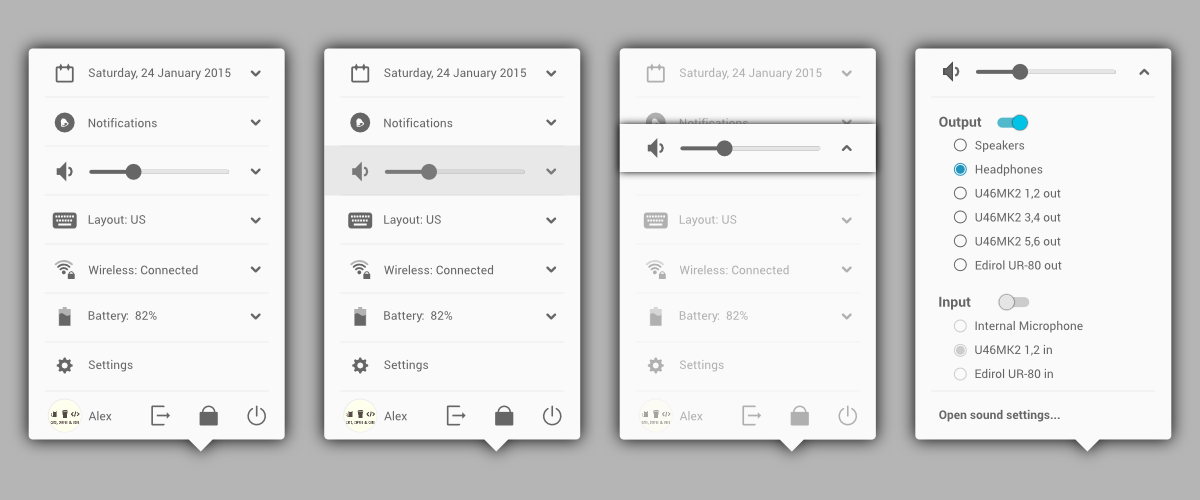 Saturday, 24 January 2015
Notifications
Layout: US
Wireless: Connected
Battery: 82%
Settings
Alex
Saturday, 24 January 2015
Notifications
Layout: US
Wireless: Connected
Battery: 82%
Settings
Alex
Saturday, 24 January 2015
Notifications
Layout: US
Wireless: Connected
Battery: 82%
Settings
Alex
Output
Speakers
Headphones
U46MK2 1,2 out
U46MK2 3,4 out
U46MK2 5,6 out
Edirol UR-80 out
Input
Internal Microphone
U46MK2 1,2 in
Edirol UR-80 in
Open sound settings...